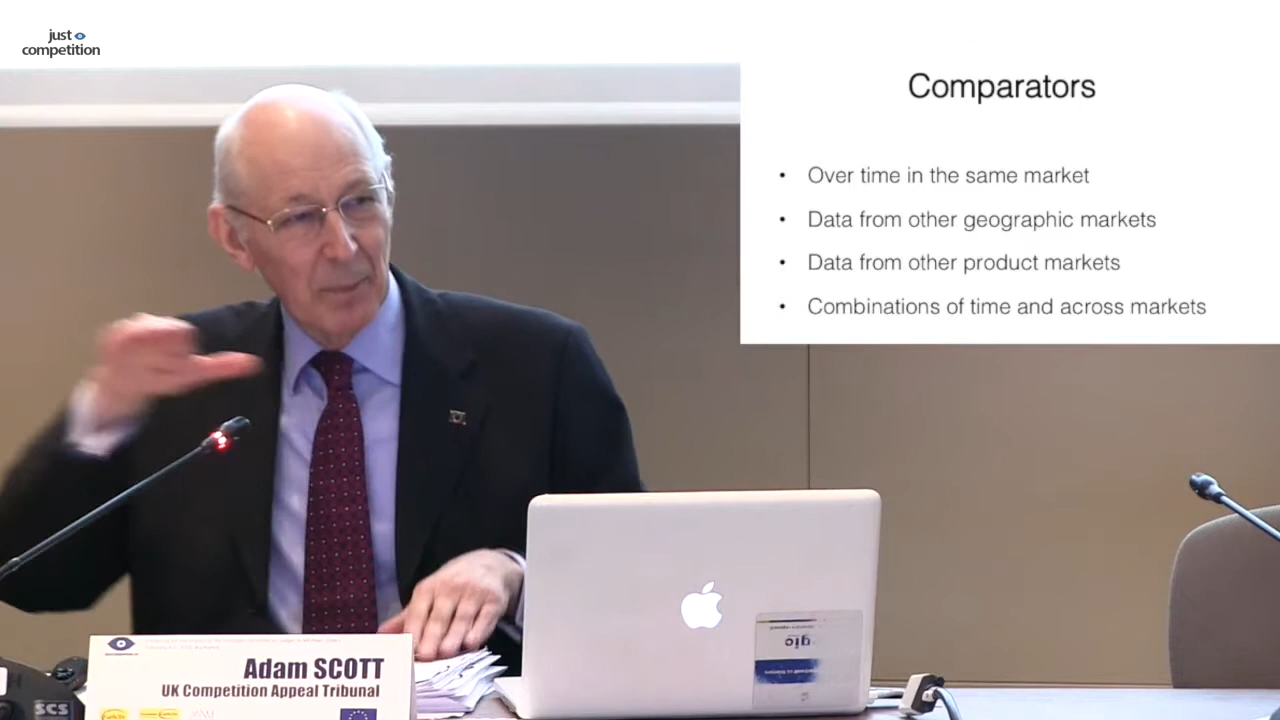 just
competition
Comparators
• Over time in the same market
• Data from other geographic markets
• Data from other product markets
• Combinations of time and across markets
Adam SCOTT
UK Competition Appeal Tribunal
scs